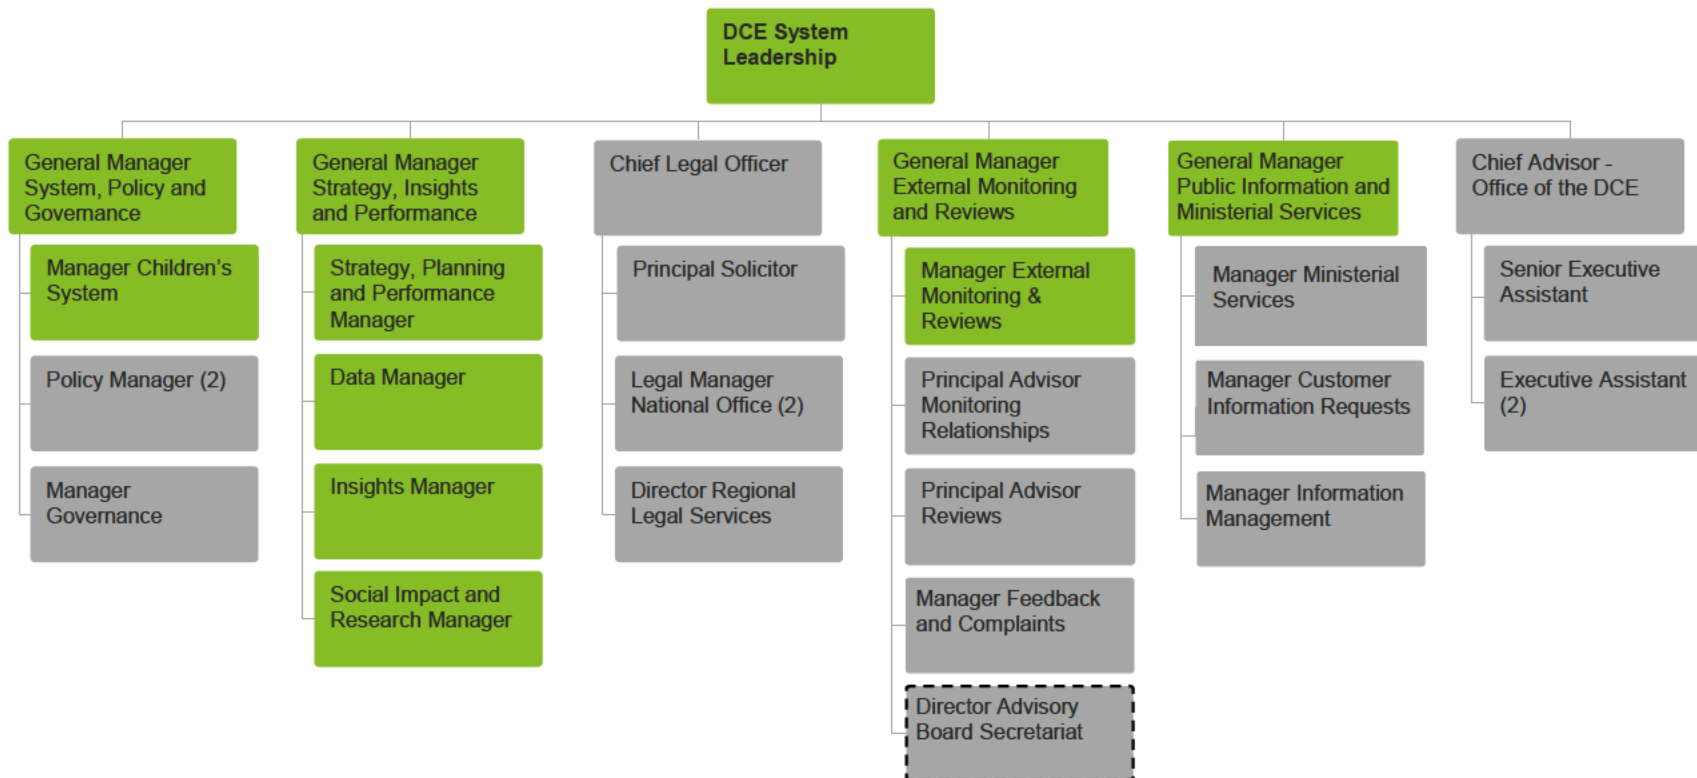 DCE System
Leadership
General Manager
System, Policy and
Governance
Manager Children’s
System
Policy Manager (2)
Manager
Governance
General Manager
Strategy, Insights
and Performance
Strategy, Planning
and Performance
Manager
Data Manager
Insights Manager
Social Impact and
Research Manager
Chief Legal Officer
Principal Solicitor
Legal Manager
National Office (2)
Director Regional
Legal Services
General Manager
External Monitoring
and Reviews
Manager External
Monitoring &
Reviews
Principal Advisor
Monitoring
Relationships
Principal Advisor
Reviews
Manager Feedback
and Complaints
Director Advisory
Board Secretariat
General Manager
Public Information and
Ministerial Services
Manager Ministerial
Services
Manager Customer
Information Requests
Manager Information
Management
Chief Advisor -
Office of the DCE
Senior Executive
Assistant
Executive Assistant
(2)